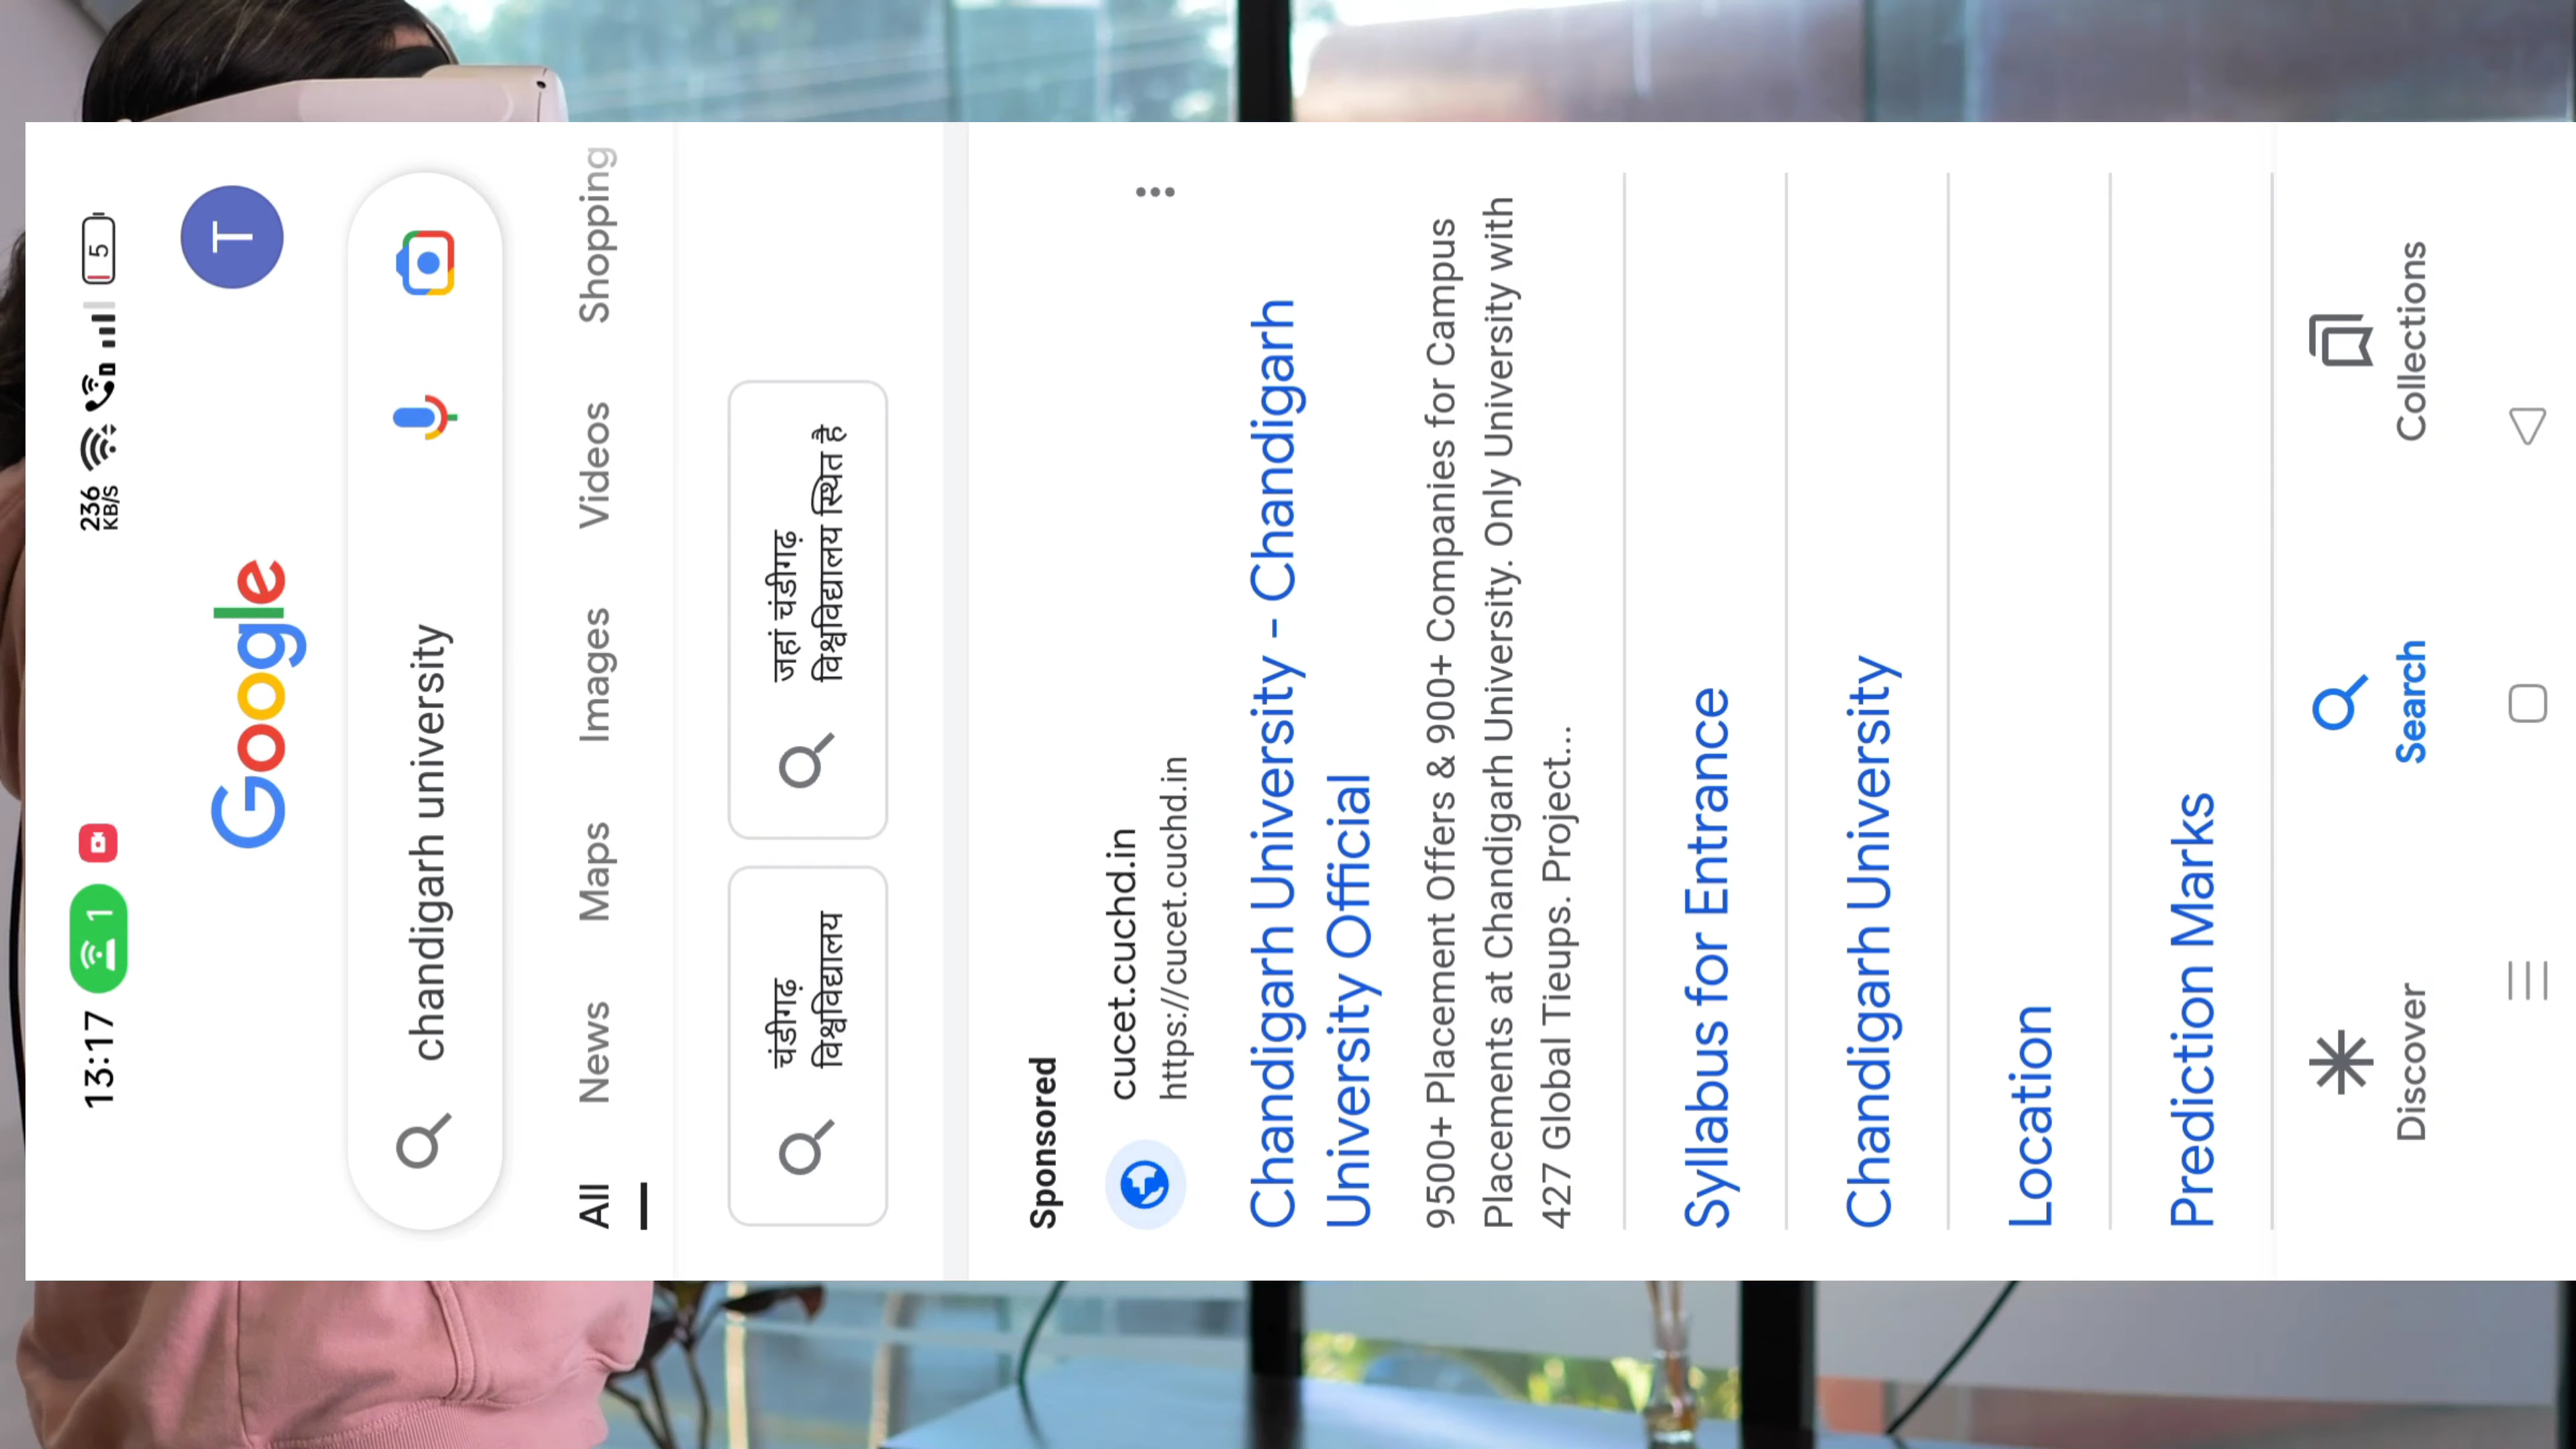 13:17
1
236
KB/S
5
Google
T
chandigarh university
All News Maps Images Videos Shopping
चंडीगढ़
विश्वविद्यालय
जहां चंडीगढ़
विश्वविद्यालय स्थित है
Sponsored
cucet.cuchd.in
https://cucet.cuchd.in
Chandigarh University - Chandigarh
University Official
9500+ Placement Offers & 900+ Companies for Campus
Placements at Chandigarh University. Only University with
427 Global Tieups. Project...
Syllabus for Entrance
Chandigarh University
Location
Prediction Marks
Discover Search Collections